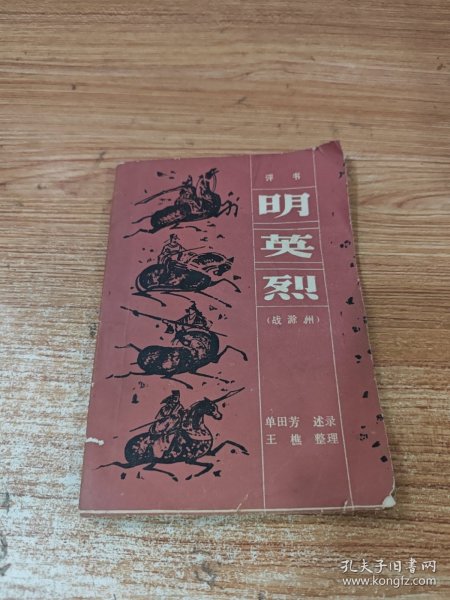 评书
明
英
烈
(战滁州)
单田芳 述录
王樵 整理
孔夫子旧书网
www.kongfz.com